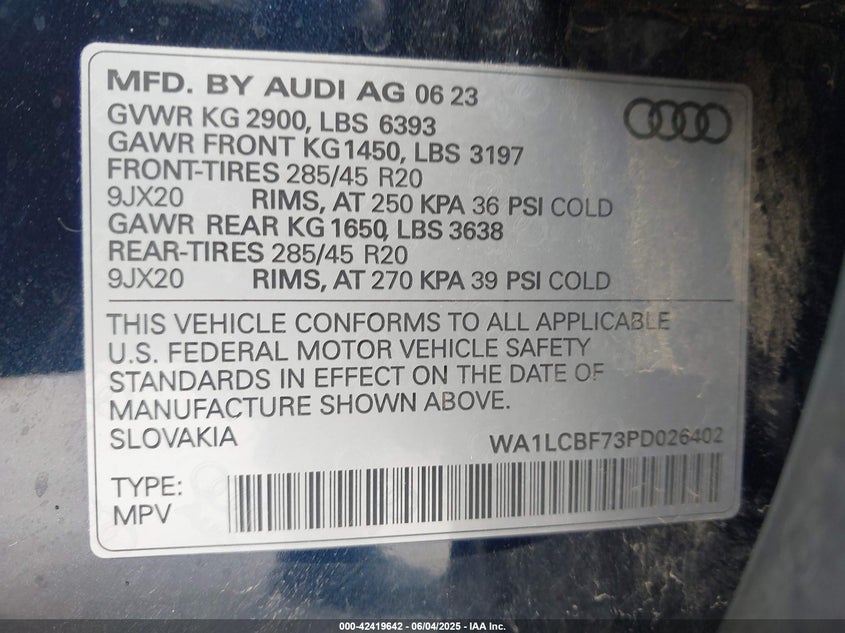 MFD. BY AUDI AG 06 23
GVWR KG 2900, LBS 6393
GAWR FRONT KG1450, LBS 3197
FRONT-TIRES 285/45 R20
9JX20 RIMS, AT 250 KPA 36 PSI COLD
GAWR REAR KG 1650, LBS 3638
REAR-TIRES 285/45 R20
9JX20 RIMS, AT 270 KPA 39 PSI COLD
THIS VEHICLE CONFORMS TO ALL APPLICABLE
U.S. FEDERAL MOTOR VEHICLE SAFETY
STANDARDS IN EFFECT ON THE DATE OF
MANUFACTURE SHOWN ABOVE.
SLOVAKIA WA1LCBF73PD026402
TYPE:
MPV
000-42419642 - 06/04/2025 - IAA Inc.